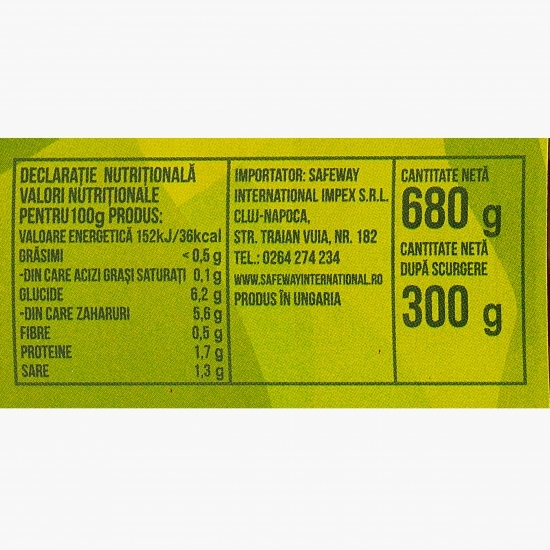 DECLARAȚIE NUTRIȚIONALĂ
VALORI NUTRIȚIONALE
PENTRU 100g PRODUS:
VALOARE ENERGETICĂ 152kJ/36kcal
GRĂSIMI < 0,5 g
-DIN CARE ACIZI GRAȘI SATURAȚI 0,1 g
GLUCIDE 6,2 g
-DIN CARE ZAHARURI 5,6 g
FIBRE 0,5 g
PROTEINE 1,7 g
SARE 1,3 g
IMPORTATOR: SAFEWAY
INTERNATIONAL IMPEX S.R.L.
CLUJ-NAPOCA,
STR. TRAIAN VUIA, NR. 182
TEL.: 0264 274 234
WWW.SAFEWAYINTERNATIONAL.RO
PRODUS ÎN UNGARIA
CANTITATE NETĂ
680 g
CANTITATE NETĂ
DUPĂ SCURGERE
300 g